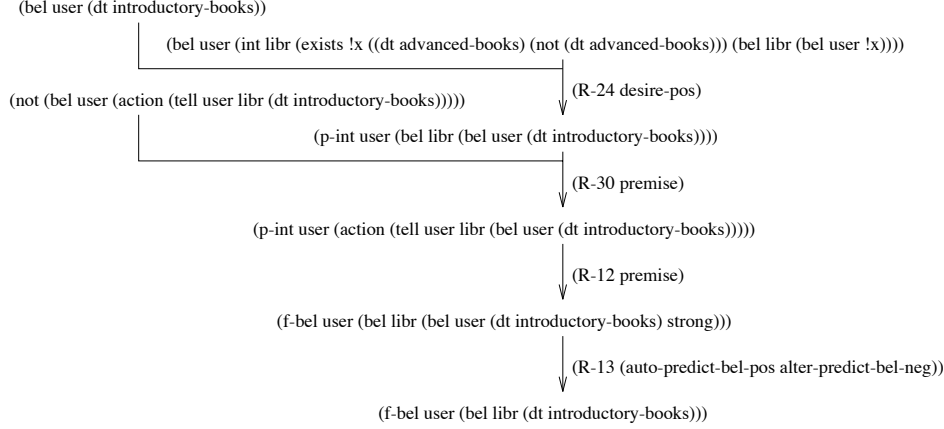 (bel user (dt introductory-books))
(bel user (int libr (exists !x ((dt advanced-books) (not (dt advanced-books))) (bel libr (bel user !x))))
(R-24 desire-pos)
(not (bel user (action (tell user libr (dt introductory-books)))))
(p-int user (bel libr (bel user (dt introductory-books))))
(R-30 premise)
(p-int user (action (tell user libr (bel user (dt introductory-books)))))
(R-12 premise)
(f-bel user (bel libr (bel user (dt introductory-books) strong)))
(R-13 (auto-predict-bel-pos alter-predict-bel-neg))
(f-bel user (bel libr (dt introductory-books)))